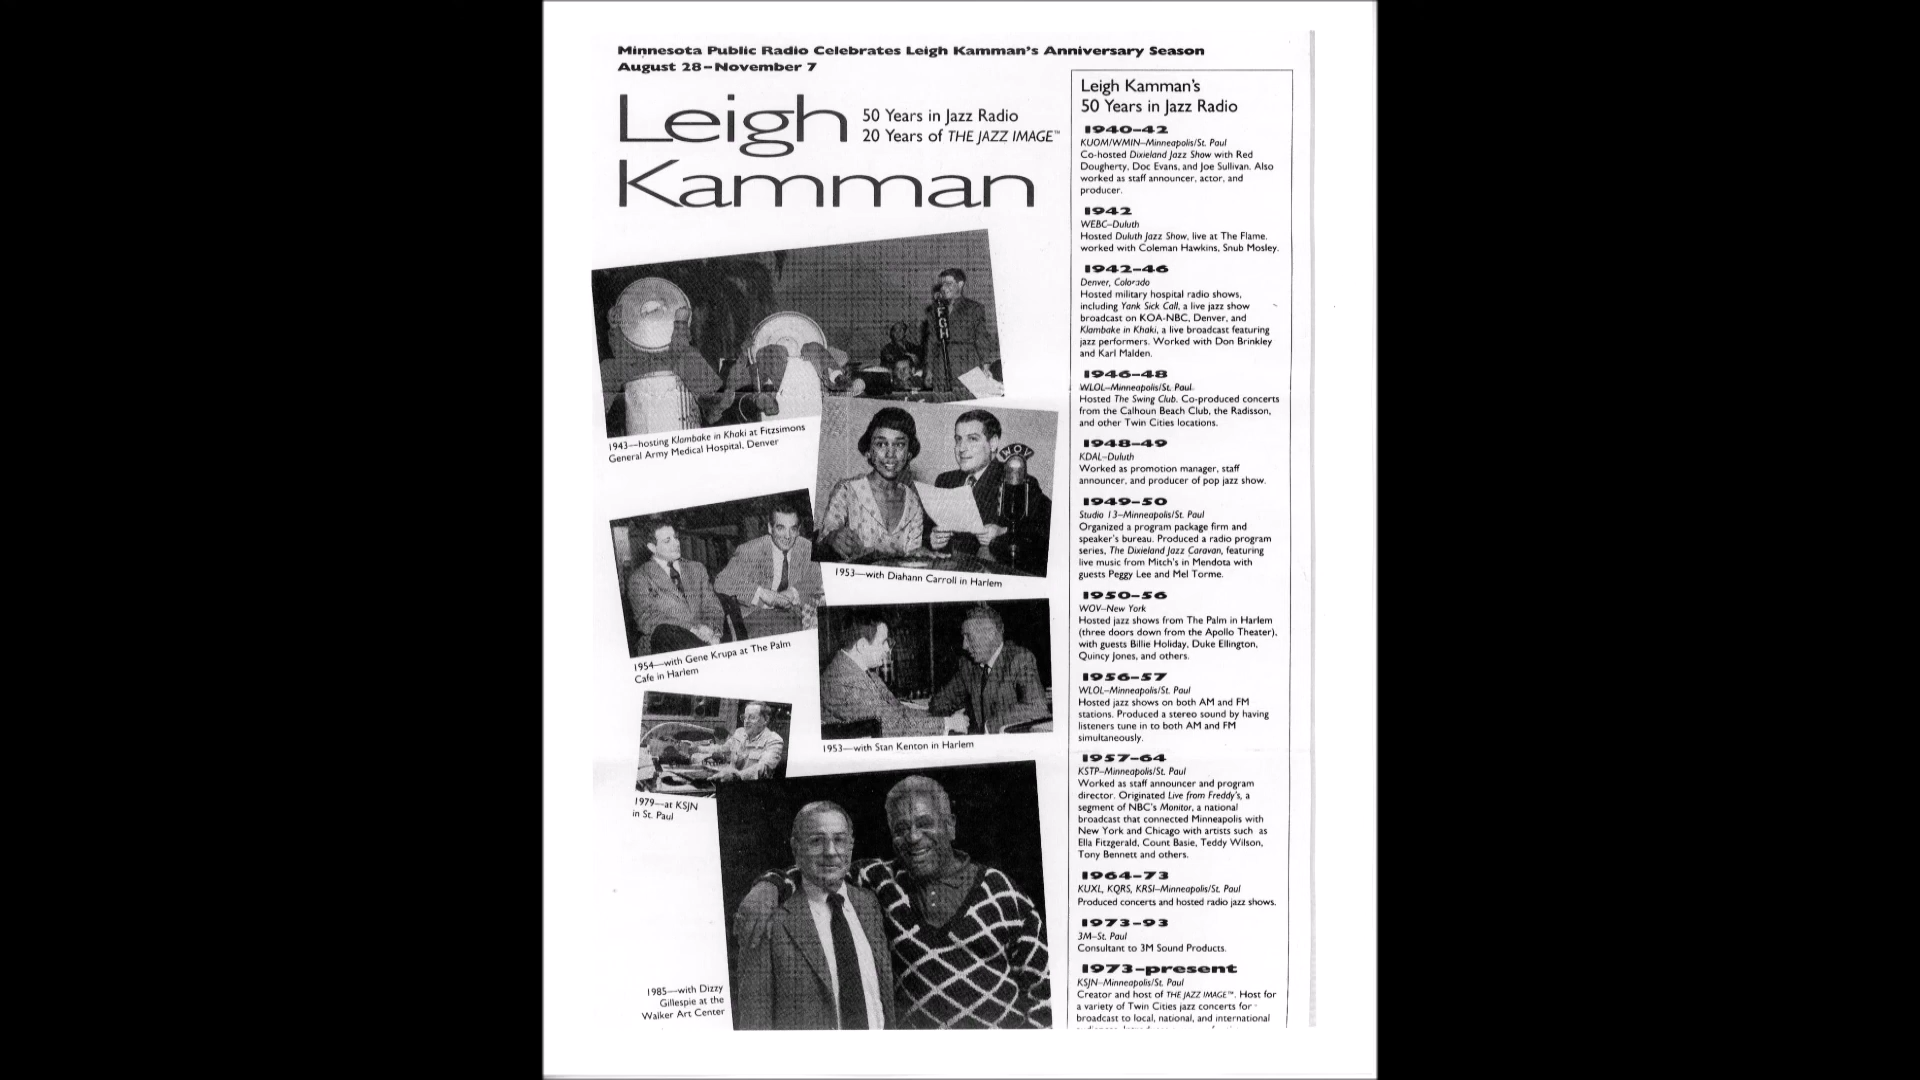 Minnesota Public Radio Celebrates Leigh Kamman's Anniversary Season
August 28–November 7
Leigh
Kamman
50 Years in Jazz Radio
20 Years of THE JAZZ IMAGE™
FGH
1943—hosting Klambake in Khaki at Fitzsimons
General Army Medical Hospital, Denver
WOV
1953—with Diahann Carroll in Harlem
1954—with Gene Krupa at The Palm
Cafe in Harlem
1953—with Stan Kenton in Harlem
1979—at KSJN
in St. Paul
1985—with Dizzy
Gillespie at the
Walker Art Center
Leigh Kamman's
50 Years in Jazz Radio
1940–42
KUOM/WMIN–Minneapolis/St. Paul
Co-hosted Dixieland Jazz Show with Red
Dougherty, Doc Evans, and Joe Sullivan. Also
worked as staff announcer, actor, and
producer.
1942
WEBC–Duluth
Hosted Duluth Jazz Show, live at The Flame,
worked with Coleman Hawkins, Snub Mosley.
1942–46
Denver, Colorado
Hosted military hospital radio shows,
including Yank Sick Call, a live jazz show
broadcast on KOA-NBC, Denver, and
Klambake in Khaki, a live broadcast featuring
jazz performers. Worked with Don Brinkley
and Karl Malden.
1946–48
WLOL–Minneapolis/St. Paul
Hosted The Swing Club. Co-produced concerts
from the Calhoun Beach Club, the Radisson,
and other Twin Cities locations.
1948–49
KDAL–Duluth
Worked as promotion manager, staff
announcer, and producer of pop jazz show.
1949–50
Studio 13–Minneapolis/St. Paul
Organized a program package firm and
speaker's bureau. Produced a radio program
series, The Dixieland Jazz Caravan, featuring
live music from Mitch's in Mendota with
guests Peggy Lee and Mel Torme.
1950–56
WOV–New York
Hosted jazz shows from The Palm in Harlem
(three doors down from the Apollo Theater),
with guests Billie Holiday, Duke Ellington,
Quincy Jones, and others.
1956–57
WLOL–Minneapolis/St. Paul
Hosted jazz shows on both AM and FM
stations. Produced a stereo sound by having
listeners tune in to both AM and FM
simultaneously.
1957–64
KSTP–Minneapolis/St. Paul
Worked as staff announcer and program
director. Originated Live from Freddy's, a
segment of NBC's Monitor, a national
broadcast that connected Minneapolis with
New York and Chicago with artists such as
Ella Fitzgerald, Count Basie, Teddy Wilson,
Tony Bennett and others.
1964–73
KUXL, KQRS, KRSI–Minneapolis/St. Paul
Produced concerts and hosted radio jazz shows.
1973–93
3M–St. Paul
Consultant to 3M Sound Products.
1973–present
KSJN–Minneapolis/St. Paul
Creator and host of THE JAZZ IMAGE™. Host for
a variety of Twin Cities jazz concerts for
broadcast to local, national, and international